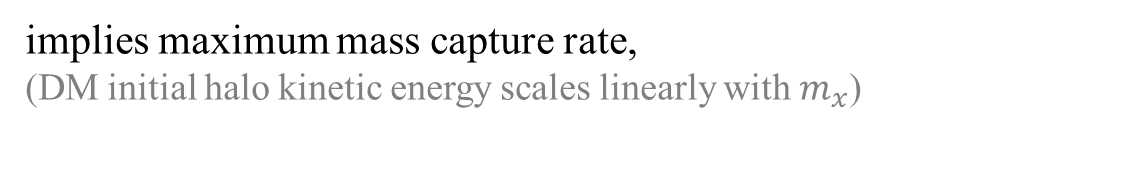 implies maximum mass capture rate,
(DM initial halo kinetic energy scales linearly with $m_x$)